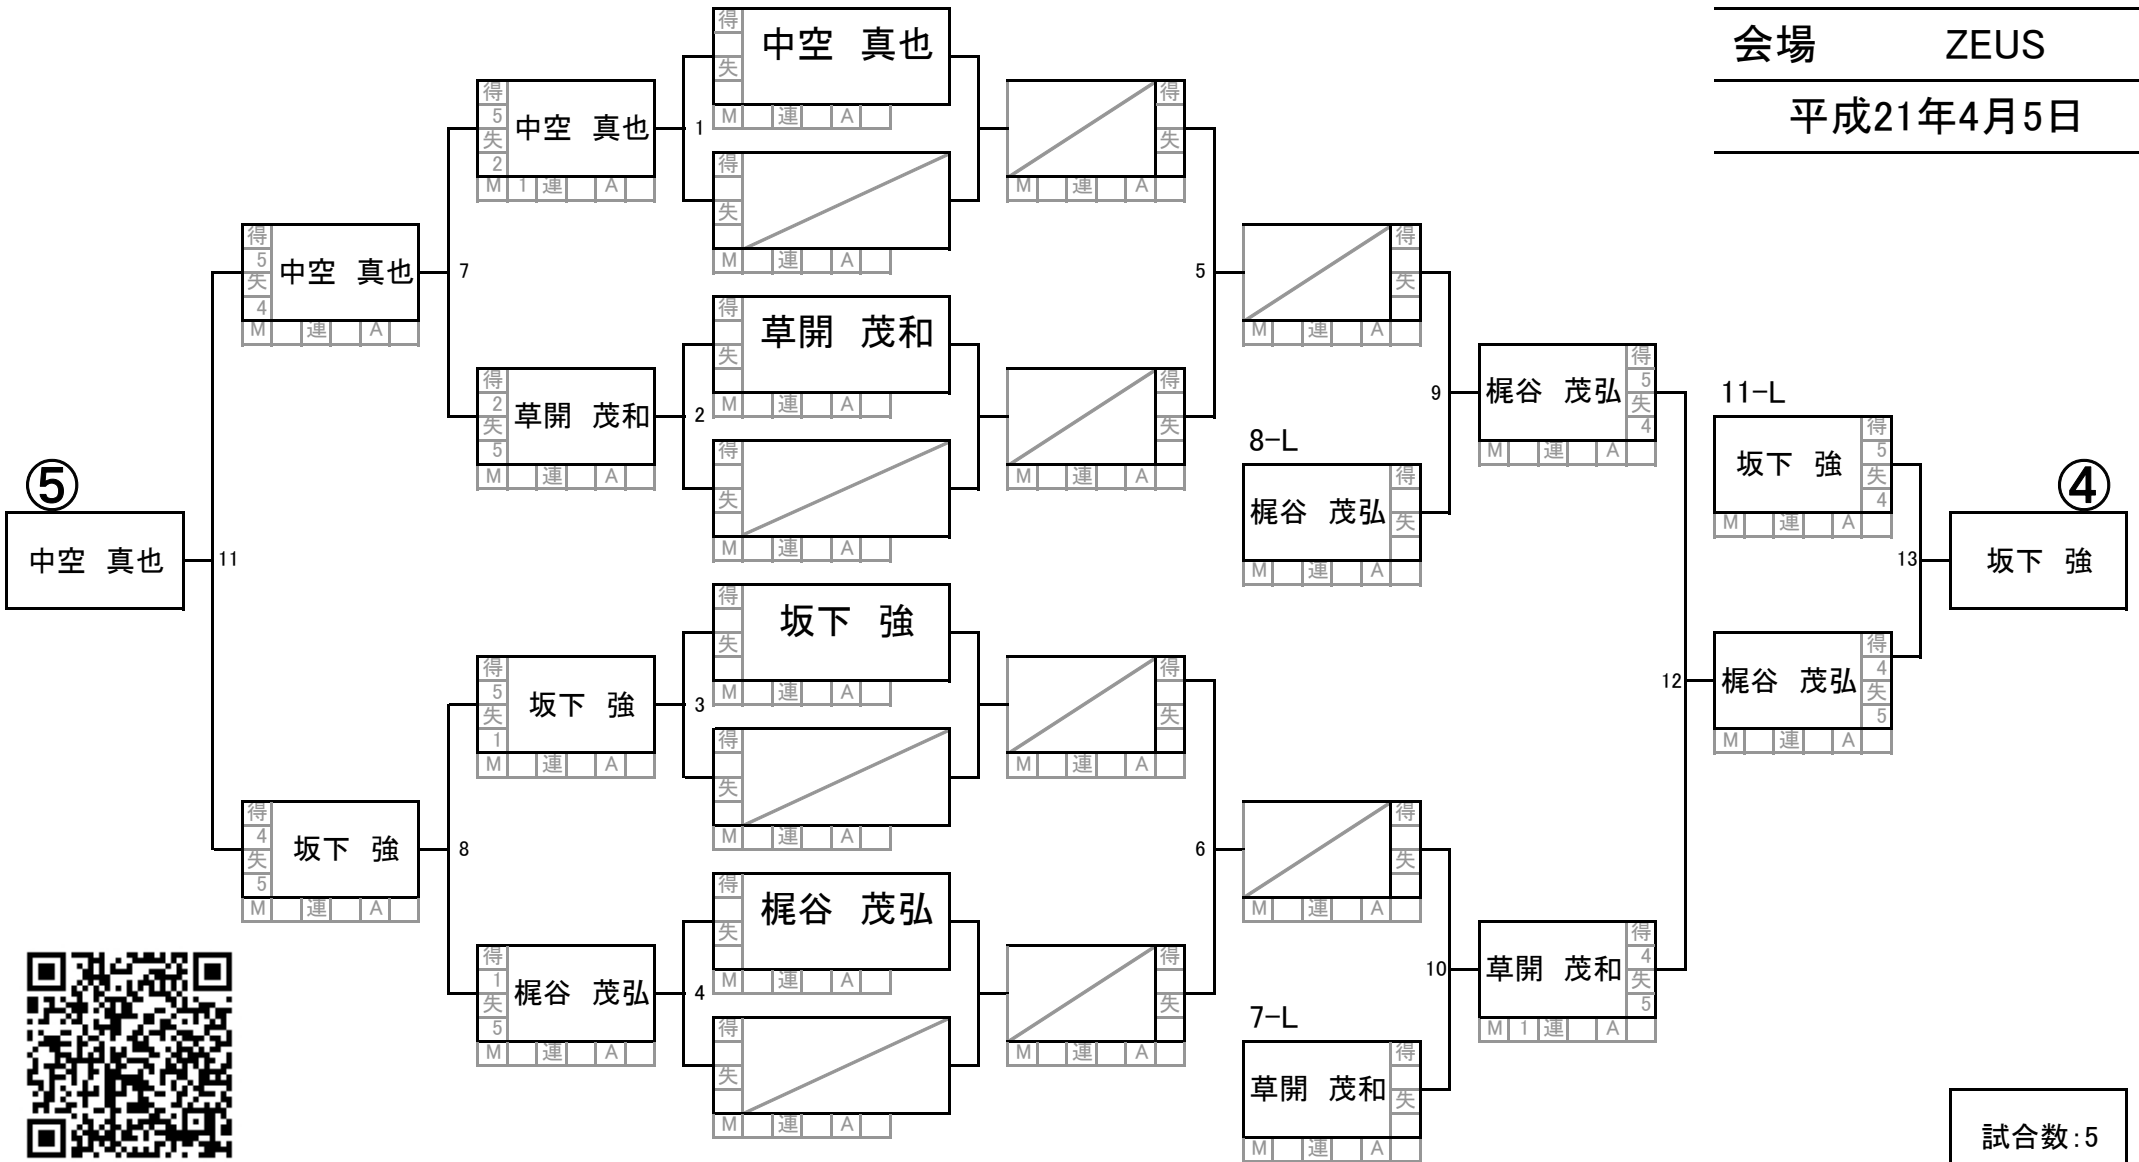 会場 ZEUS
平成21年4月5日
得 中空 真也
失
M 連 A
1
得
失
M 連 A
得 草開 茂和
失
M 連 A
2
得
失
M 連 A
得 坂下 強
失
M 連 A
3
得
失
M 連 A
得 梶谷 茂弘
失
M 連 A
4
得
失
M 連 A
得 5 失 2 中空 真也
M 1 連 A
7
得 2 失 5 草開 茂和
M 連 A
得 5 失 1 坂下 強
M 連 A
8
得 1 失 5 梶谷 茂弘
M 連 A
得 5 失 4 中空 真也
M 連 A
11
得 4 失 5 坂下 強
M 連 A
⑤
中空 真也
得 失
M 連 A
5
得 失
M 連 A
得 失
M 連 A
6
得 失
M 連 A
得 失
M 連 A
9
8-L
梶谷 茂弘 得 失
M 連 A
得 失
M 連 A
10
7-L
草開 茂和 得 失
M 連 A
梶谷 茂弘 得 5 失 4
M 連 A
12
草開 茂和 得 4 失 5
M 1 連 A
11-L
坂下 強 得 5 失 4
M 連 A
13
梶谷 茂弘 得 4 失 5
M 連 A
④
坂下 強
試合数:5